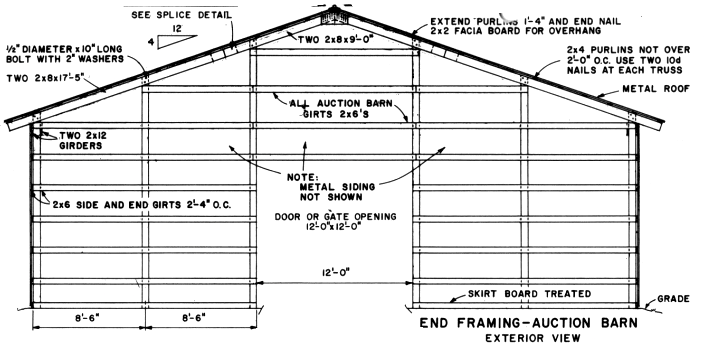 SEE SPLICE DETAIL
12
4
½" DIAMETER x 10" LONG
BOLT WITH 2" WASHERS
TWO 2x8x17'-5"
TWO 2x8x9'-0"
EXTEND PURLINS 1'-4" AND END NAIL
2x2 FACIA BOARD FOR OVERHANG
2x4 PURLINS NOT OVER
2'-0" O.C. USE TWO 10d
NAILS AT EACH TRUSS
METAL ROOF
ALL AUCTION BARN
GIRTS 2x6'S
TWO 2x12
GIRDERS
NOTE:
METAL SIDING
NOT SHOWN
2x6 SIDE AND END GIRTS 2'-4" O.C.
DOOR OR GATE OPENING
12'-0"x12'-0"
12'-0"
SKIRT BOARD TREATED
GRADE
8'-6"
8'-6"
END FRAMING-AUCTION BARN
EXTERIOR VIEW